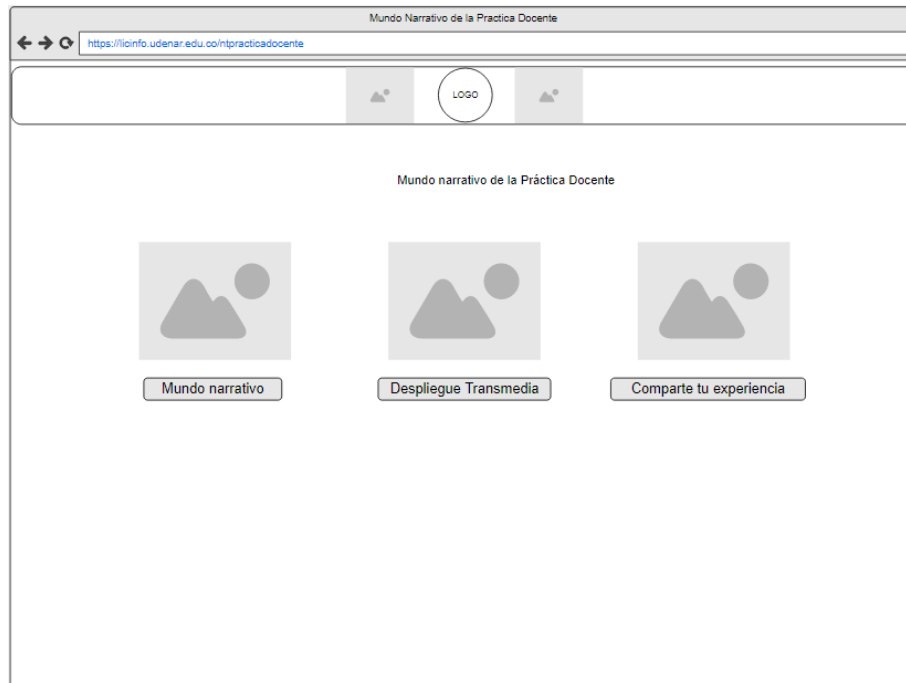 Mundo Narrativo de la Practica Docente
https://licinfo.udenar.edu.co/ntpracticadocente
LOGO
Mundo narrativo de la Práctica Docente
Mundo narrativo
Despliegue Transmedia
Comparte tu experiencia